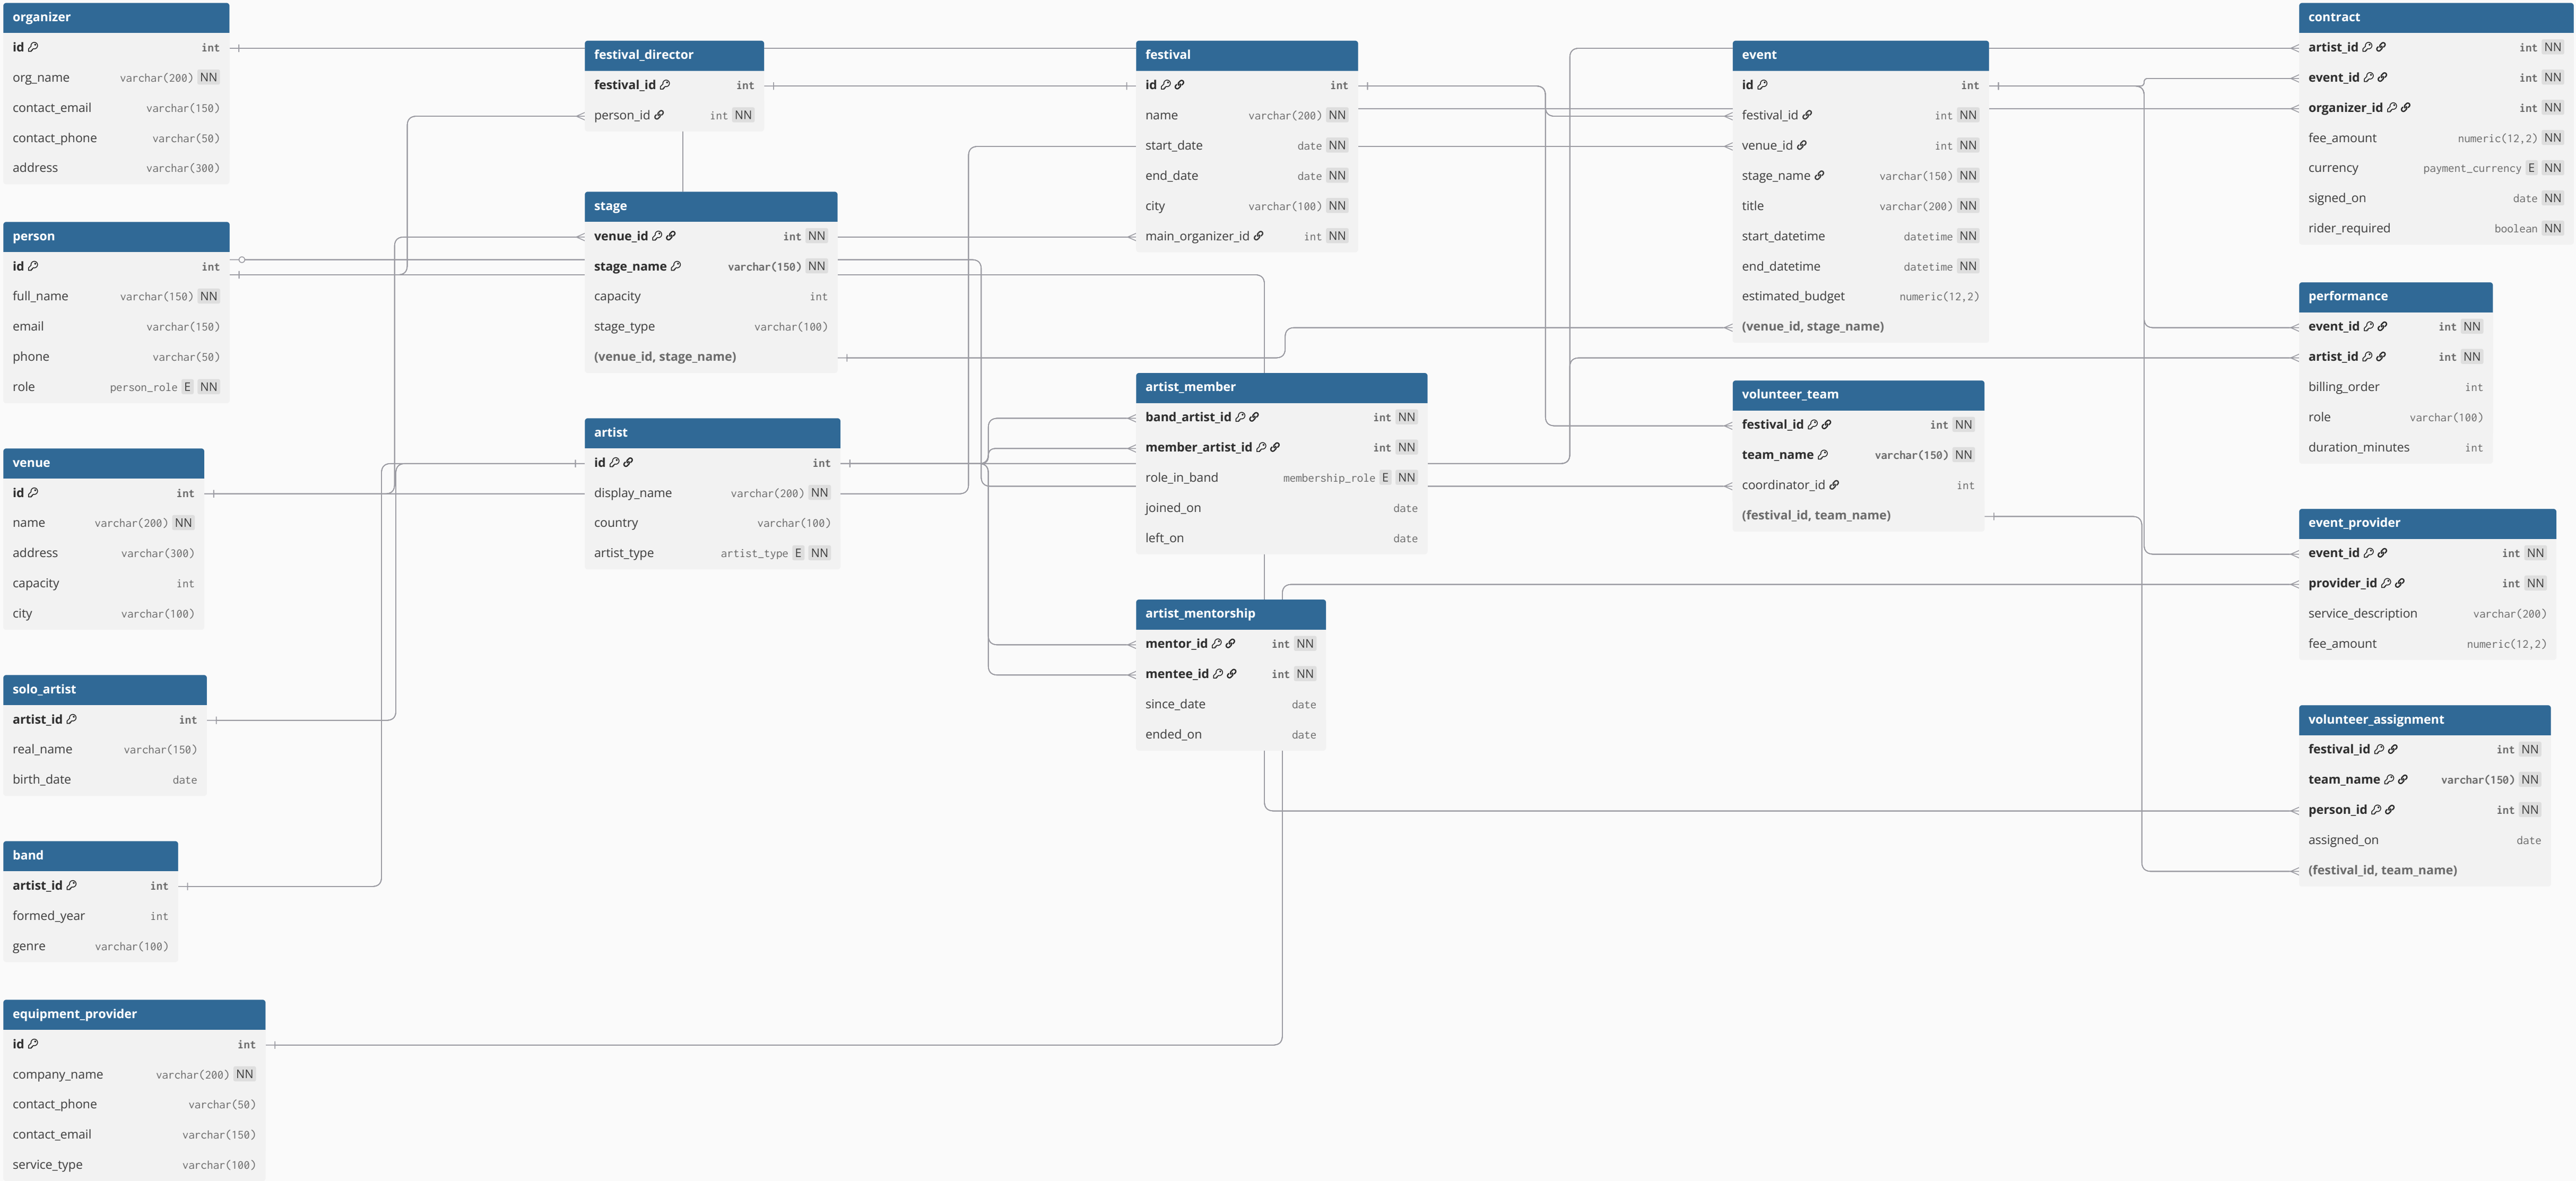 organizer
id int
org_name varchar(200) NN
contact_email varchar(150)
contact_phone varchar(50)
address varchar(300)
person
id int
full_name varchar(150) NN
email varchar(150)
phone varchar(50)
role person_role E NN
venue
id int
name varchar(200) NN
address varchar(300)
capacity int
city varchar(100)
solo_artist
artist_id int
real_name varchar(150)
birth_date date
band
artist_id int
formed_year int
genre varchar(100)
equipment_provider
id int
company_name varchar(200) NN
contact_phone varchar(50)
contact_email varchar(150)
service_type varchar(100)
festival_director
festival_id int
person_id int NN
stage
venue_id int NN
stage_name varchar(150) NN
capacity int
stage_type varchar(100)
(venue_id, stage_name)
artist
id int
display_name varchar(200) NN
country varchar(100)
artist_type artist_type E NN
festival
id int
name varchar(200) NN
start_date date NN
end_date date NN
city varchar(100) NN
main_organizer_id int NN
artist_member
band_artist_id int NN
member_artist_id int NN
role_in_band membership_role E NN
joined_on date
left_on date
artist_mentorship
mentor_id int NN
mentee_id int NN
since_date date
ended_on date
event
id int
festival_id int NN
venue_id int NN
stage_name varchar(150) NN
title varchar(200) NN
start_datetime datetime NN
end_datetime datetime NN
estimated_budget numeric(12,2)
(venue_id, stage_name)
volunteer_team
festival_id int NN
team_name varchar(150) NN
coordinator_id int
(festival_id, team_name)
contract
artist_id int NN
event_id int NN
organizer_id int NN
fee_amount numeric(12,2) NN
currency payment_currency E NN
signed_on date NN
rider_required boolean NN
performance
event_id int NN
artist_id int NN
billing_order int
role varchar(100)
duration_minutes int
event_provider
event_id int NN
provider_id int NN
service_description varchar(200)
fee_amount numeric(12,2)
volunteer_assignment
festival_id int NN
team_name varchar(150) NN
person_id int NN
assigned_on date
(festival_id, team_name)